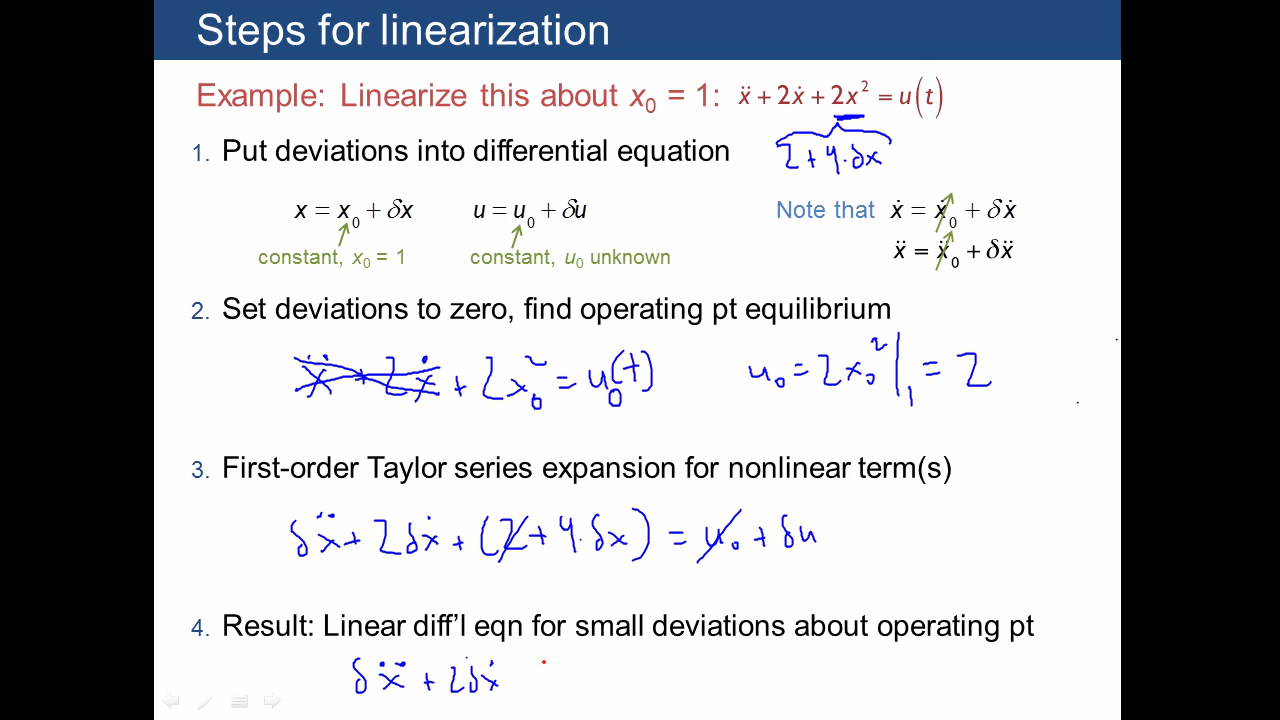 Steps for linearization
Example: Linearize this about x₀ = 1: ẍ + 2ẋ + 2x² = u(t)
1. Put deviations into differential equation
2 + 4·δx
x = x₀ + δx u = u₀ + δu Note that ẋ = ẋ₀ + δẋ
constant, x₀ = 1 constant, u₀ unknown ẍ = ẍ₀ + δẍ
2. Set deviations to zero, find operating pt equilibrium
ẍ + 2ẋ + 2x₀² = u₀(t) u₀ = 2x₀²|₁ = 2
3. First-order Taylor series expansion for nonlinear term(s)
δẍ + 2δẋ + (2 + 4·δx) = u₀ + δu
4. Result: Linear diff’l eqn for small deviations about operating pt
δẍ + 2δẋ